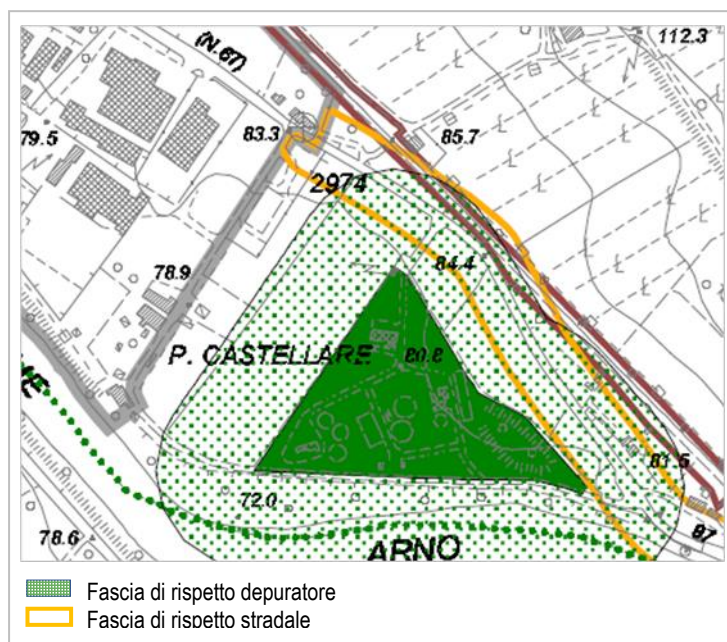 112.3
(N.67)
83.3
85.7
79.5
2974
84.4
78.9
P. CASTELLARE
80.8
81.5
72.0
87
78.6
ARNO
Fascia di rispetto depuratore
Fascia di rispetto stradale